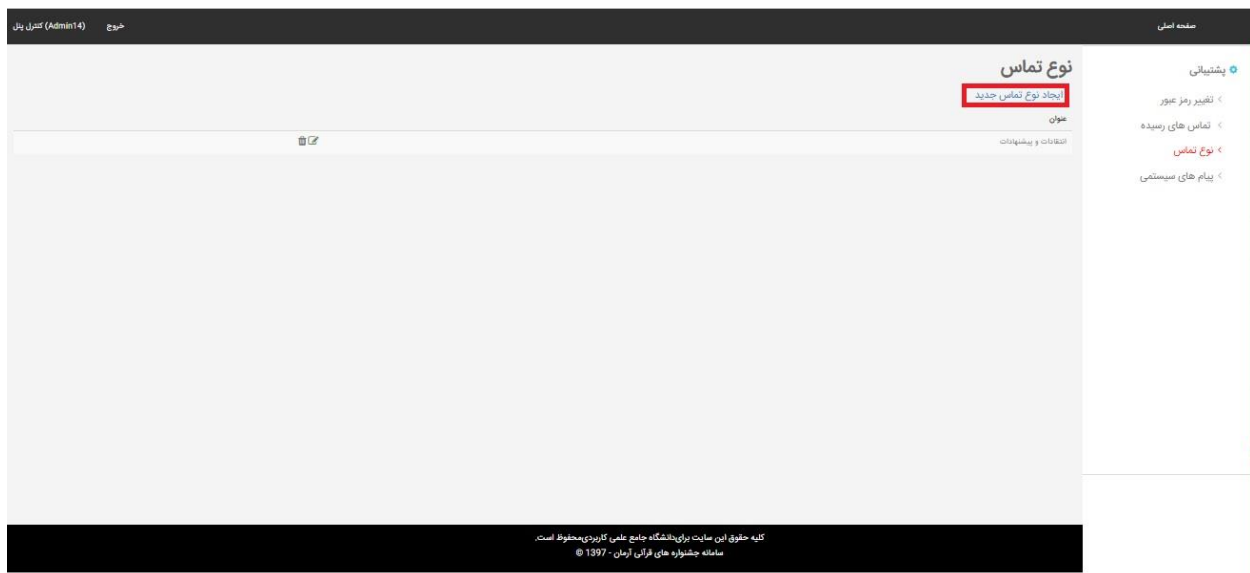 صفحه اصلی
خروج (Admin14) کنترل پنل
پشتیبانی
تغییر رمز عبور
تماس های رسیده
نوع تماس
پیام های سیستمی
نوع تماس
ایجاد نوع تماس جدید
عنوان
انتقادات و پیشنهادات
کلیه حقوق این سایت برای‌دانشگاه جامع علمی کاربردی‌محفوظ است.
سامانه جشنواره های قرآنی آرمان - 1397 ©